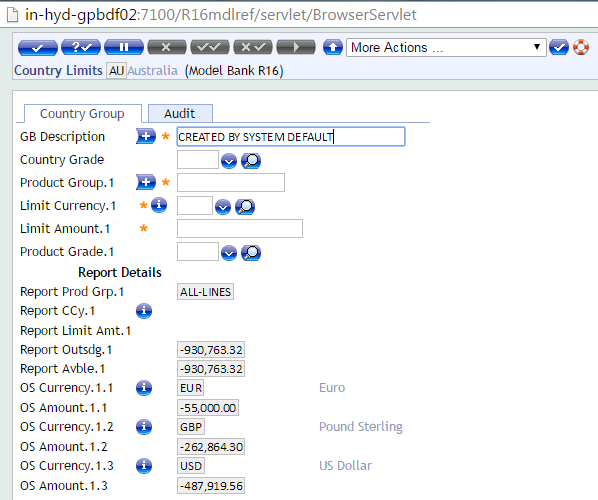 in-hyd-gpbdf02:7100/R16mdlref/servlet/BrowserServlet
More Actions ...
Country Limits AU Australia (Model Bank R16)
Country Group Audit
GB Description * CREATED BY SYSTEM DEFAULT
Country Grade
Product Group.1 *
Limit Currency.1 *
Limit Amount.1 *
Product Grade.1
Report Details
Report Prod Grp.1 ALL-LINES
Report CCy.1
Report Limit Amt.1
Report Outsdg.1 -930,763.32
Report Avble.1 -930,763.32
OS Currency.1.1 EUR Euro
OS Amount.1.1 -55,000.00
OS Currency.1.2 GBP Pound Sterling
OS Amount.1.2 -262,864.30
OS Currency.1.3 USD US Dollar
OS Amount.1.3 -487,919.56